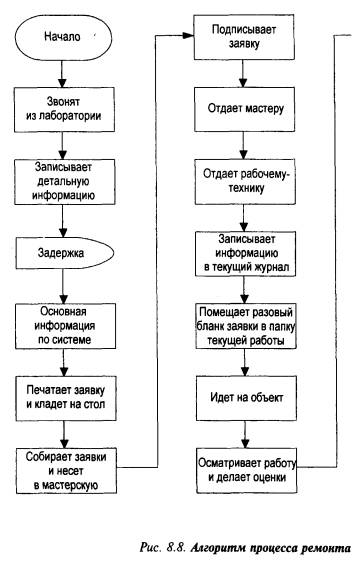 Начало
Звонят
из лаборатории
Записывает
детальную
информацию
Задержка
Основная
информация
по системе
Печатает заявку
и кладет на стол
Собирает заявки
и несет
в мастерскую
Подписывает
заявку
Отдает мастеру
Отдает рабочему-
технику
Записывает
информацию
в текущий журнал
Помещает разовый
бланк заявки в папку
текущей работы
Идет на объект
Осматривает работу
и делает оценки
Рис. 8.8. Алгоритм процесса ремонта